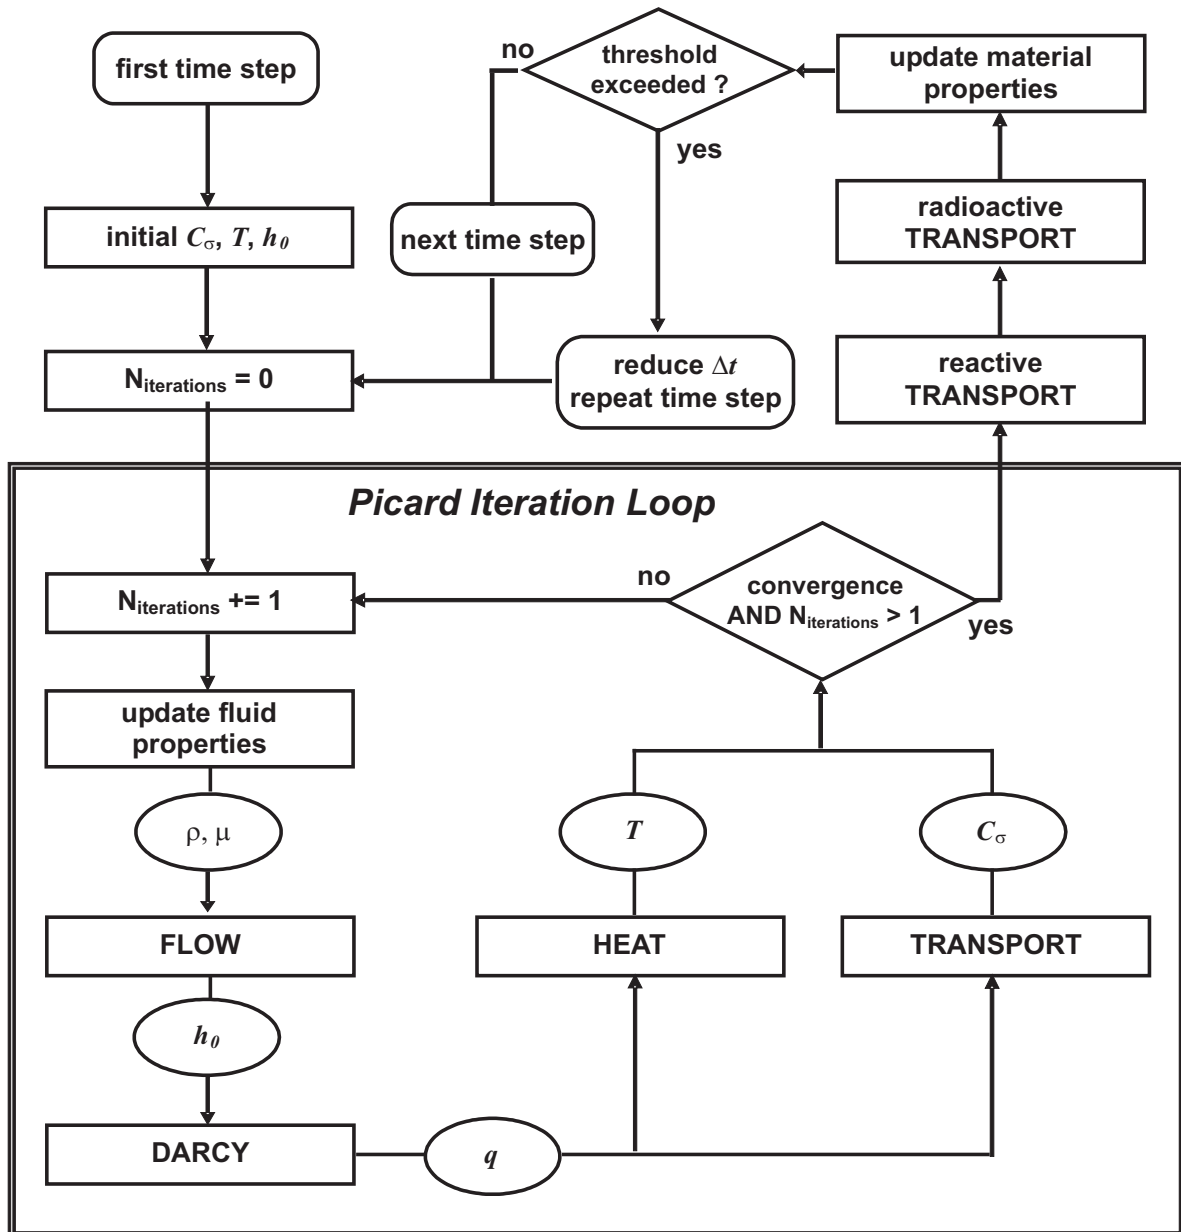 first time step
initial Cσ, T, h0
Niterations = 0
no
threshold
exceeded ?
yes
next time step
reduce Δt
repeat time step
update material
properties
radioactive
TRANSPORT
reactive
TRANSPORT
Picard Iteration Loop
Niterations += 1
no
convergence
AND Niterations > 1
yes
update fluid
properties
ρ, μ
T
Cσ
FLOW
HEAT
TRANSPORT
h0
DARCY
q